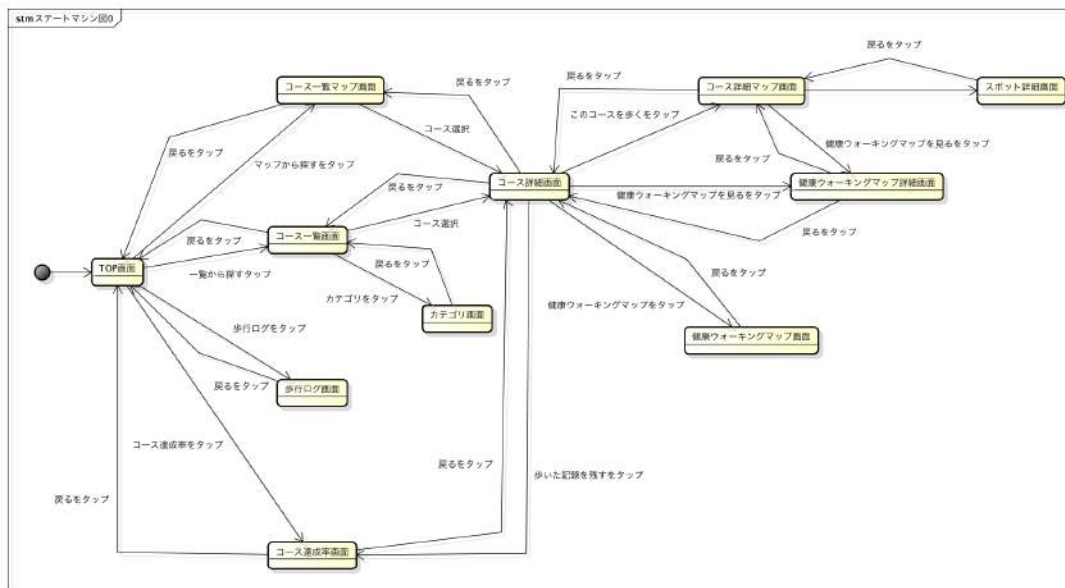 stm ステートマシン図0
戻るをタップ
コース一覧マップ画面
戻るをタップ
戻るをタップ
コース詳細マップ画面
スポット詳細画面
このコースを歩くをタップ
コース選択
戻るをタップ
マップから探すをタップ
戻るをタップ
健康ウォーキングマップを見るをタップ
コース詳細画面
健康ウォーキングマップ詳細画面
戻るをタップ
健康ウォーキングマップを見るをタップ
コース選択
戻るをタップ
コース一覧画面
戻るをタップ
TOP画面
一覧から探すタップ
戻るをタップ
戻るをタップ
カテゴリをタップ
健康ウォーキングマップをタップ
カテゴリ画面
歩行ログをタップ
健康ウォーキングマップ画面
戻るをタップ
歩行ログ画面
コース達成率をタップ
戻るをタップ
歩いた記録を残すをタップ
戻るをタップ
コース達成率画面